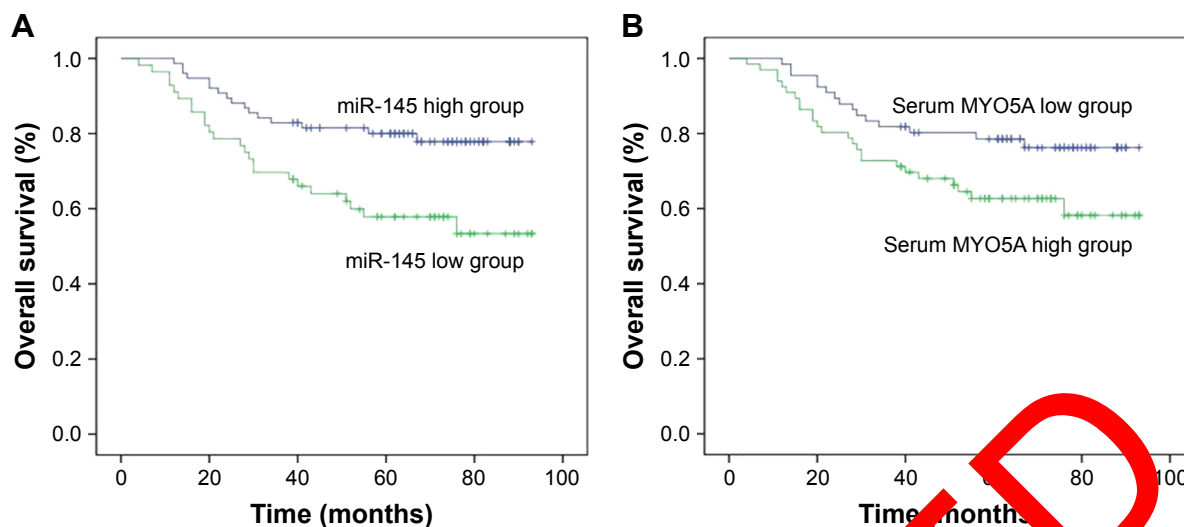 A
Overall survival (%)
1.0
0.8
0.6
0.4
0.2
0.0
miR-145 high group
miR-145 low group
0 20 40 60 80 100
Time (months)
B
Overall survival (%)
1.0
0.8
0.6
0.4
0.2
0.0
Serum MYO5A low group
Serum MYO5A high group
0 20 40 80 100
Time months
D